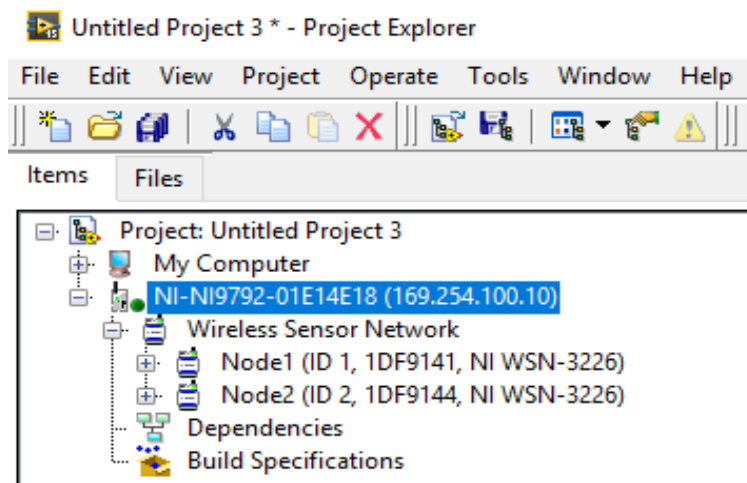 Untitled Project 3 * - Project Explorer
File Edit View Project Operate Tools Window Help
Items Files
Project: Untitled Project 3
My Computer
NI-NI9792-01E14E18 (169.254.100.10)
Wireless Sensor Network
Node1 (ID 1, 1DF9141, NI WSN-3226)
Node2 (ID 2, 1DF9144, NI WSN-3226)
Dependencies
Build Specifications